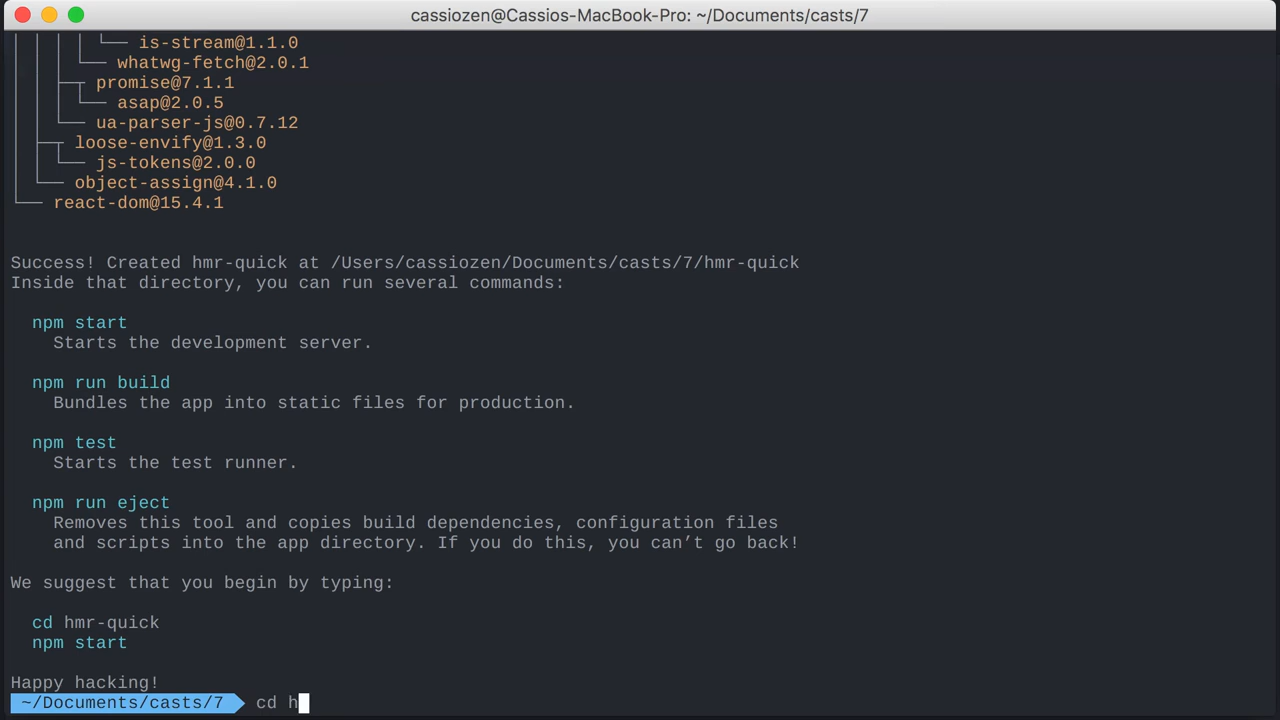 cassiozen@Cassios-MacBook-Pro: ~/Documents/casts/7
│ │ │ │ └── is-stream@1.1.0
│ │ │ └── whatwg-fetch@2.0.1
│ │ ├─┬ promise@7.1.1
│ │ │ └── asap@2.0.5
│ │ └── ua-parser-js@0.7.12
│ ├─┬ loose-envify@1.3.0
│ │ └── js-tokens@2.0.0
│ └── object-assign@4.1.0
└── react-dom@15.4.1
Success! Created hmr-quick at /Users/cassiozen/Documents/casts/7/hmr-quick
Inside that directory, you can run several commands:
npm start
Starts the development server.
npm run build
Bundles the app into static files for production.
npm test
Starts the test runner.
npm run eject
Removes this tool and copies build dependencies, configuration files
and scripts into the app directory. If you do this, you can’t go back!
We suggest that you begin by typing:
cd hmr-quick
npm start
Happy hacking!
~/Documents/casts/7 cd h